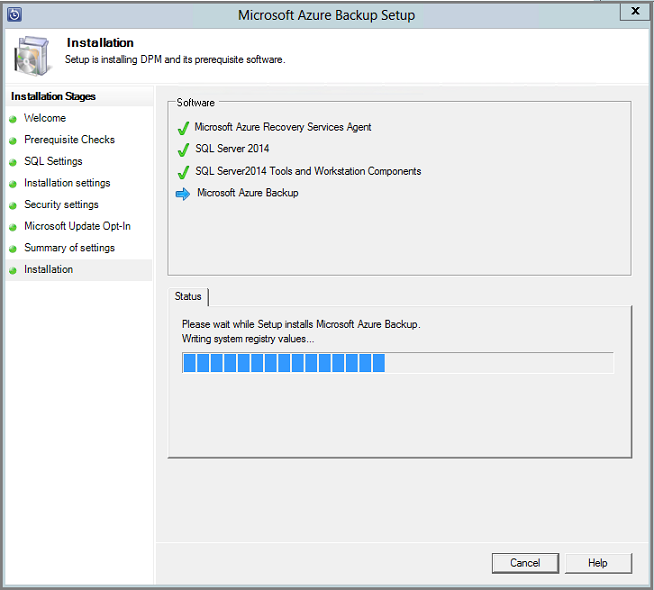 Microsoft Azure Backup Setup
X
Installation
Setup is installing DPM and its prerequisite software.
Installation Stages
Welcome
Prerequisite Checks
SQL Settings
Installation settings
Security settings
Microsoft Update Opt-In
Summary of settings
Installation
Software
Microsoft Azure Recovery Services Agent
SQL Server 2014
SQL Server2014 Tools and Workstation Components
Microsoft Azure Backup
Status
Please wait while Setup installs Microsoft Azure Backup.
Writing system registry values...
Cancel
Help